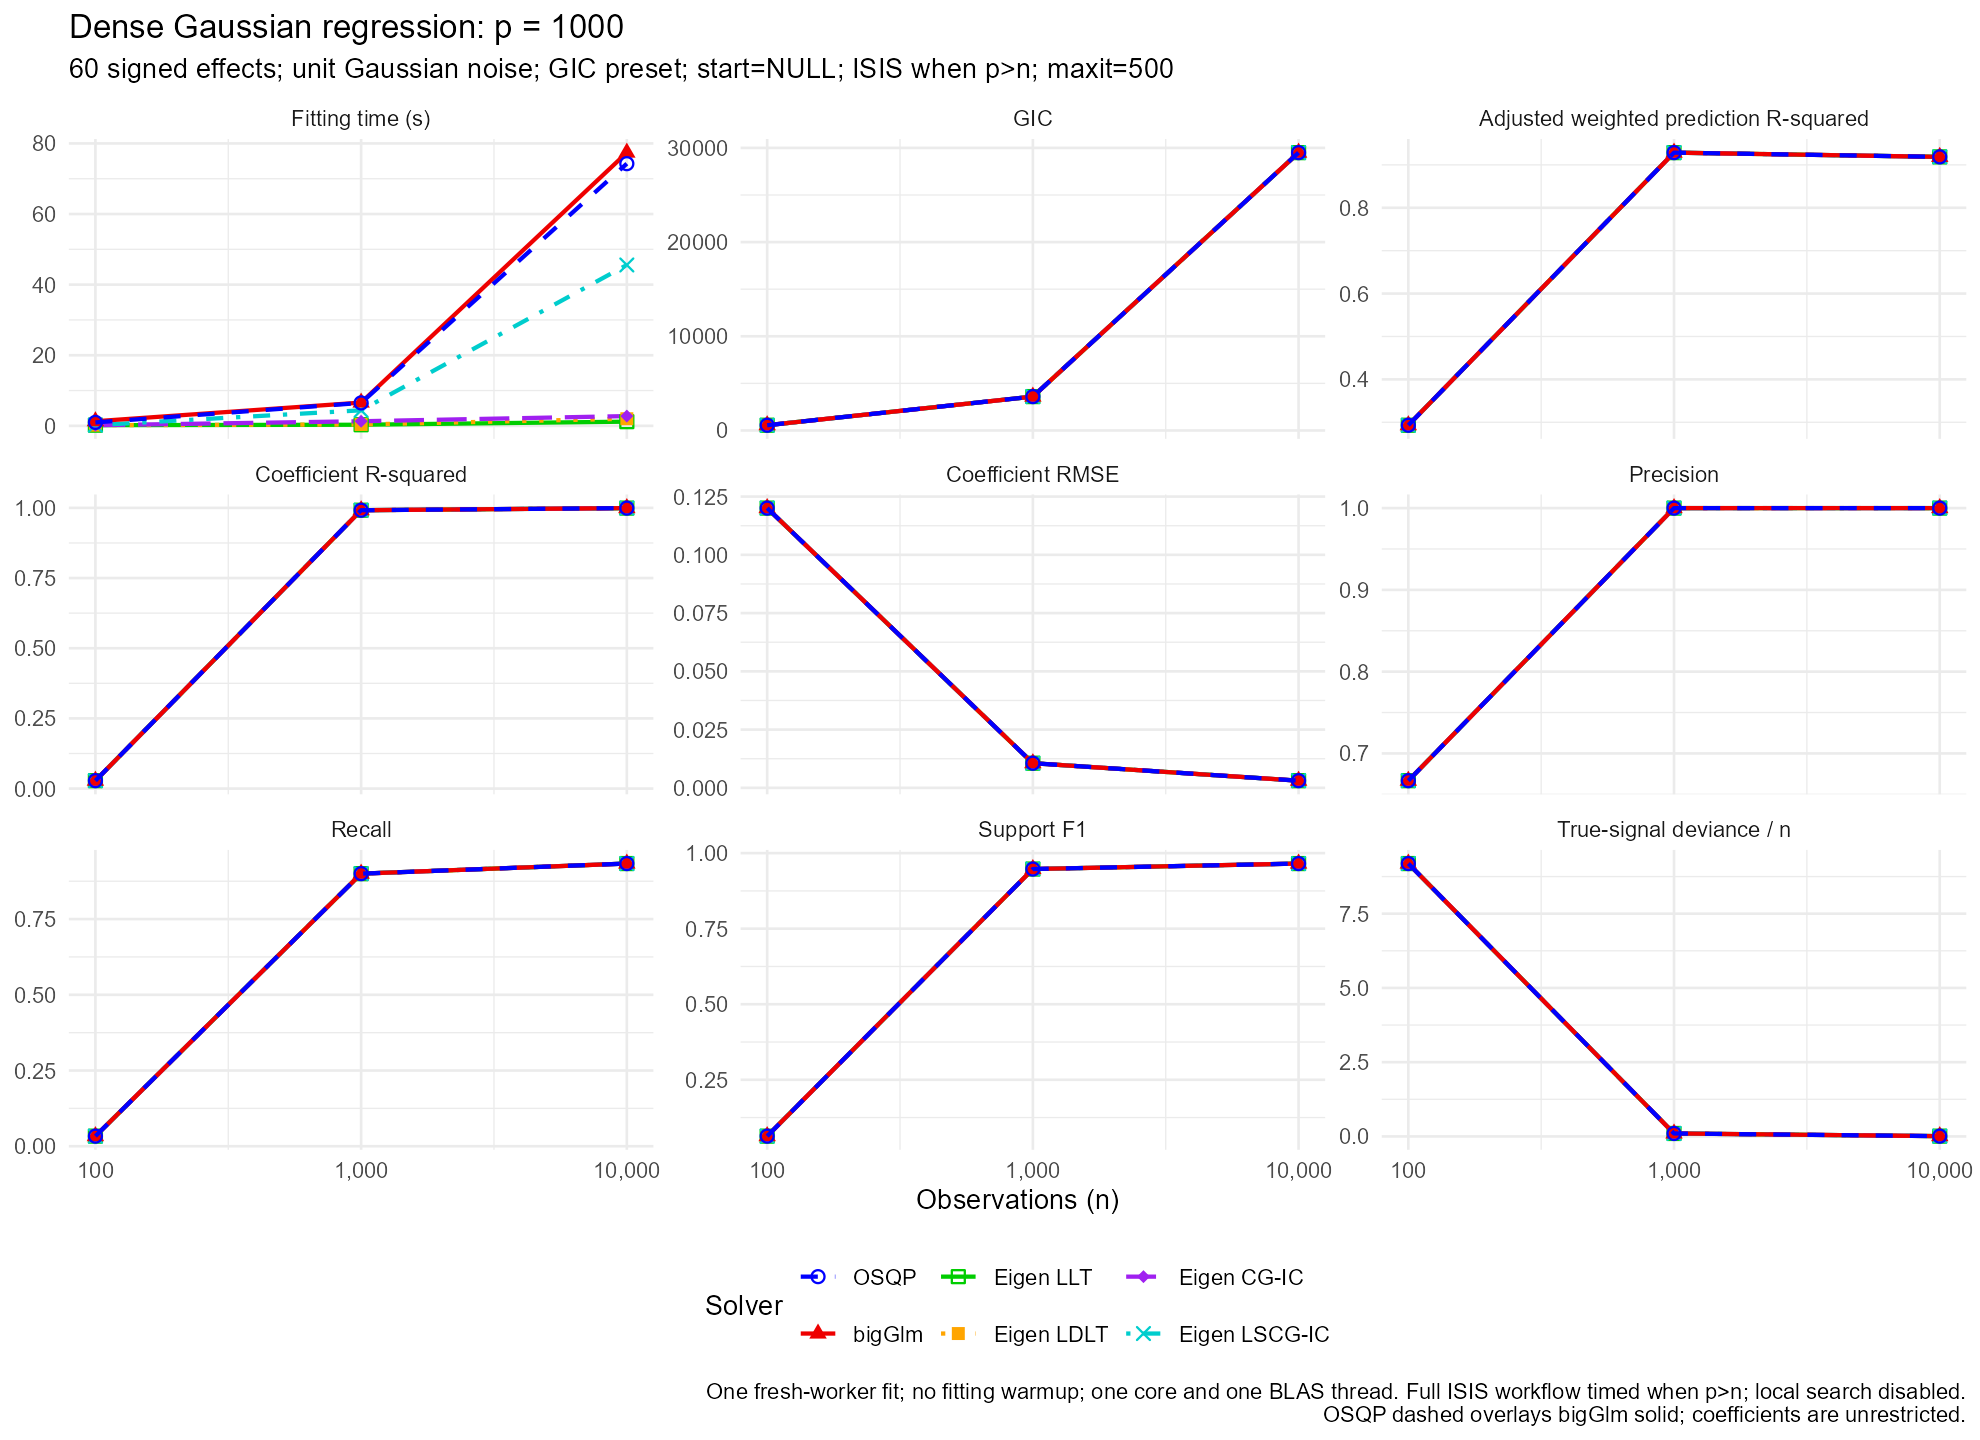 Dense Gaussian regression: p = 1000
60 signed effects; unit Gaussian noise; GIC preset; start=NULL; ISIS when p>n; maxit=500
Fitting time (s)
80
60
40
20
0
GIC
30000
20000
10000
0
Adjusted weighted prediction R-squared
0.8
0.6
0.4
Coefficient R-squared
1.00
0.75
0.50
0.25
0.00
Coefficient RMSE
0.125
0.100
0.075
0.050
0.025
0.000
Precision
1.0
0.9
0.8
0.7
Recall
0.75
0.50
0.25
0.00
100 1,000 10,000
Support F1
1.00
0.75
0.50
0.25
100 1,000 10,000
True-signal deviance / n
7.5
5.0
2.5
0.0
100 1,000 10,000
Observations (n)
Solver
OSQP Eigen LLT Eigen CG-IC
bigGlm Eigen LDLT Eigen LSCG-IC
One fresh-worker fit; no fitting warmup; one core and one BLAS thread. Full ISIS workflow timed when p>n; local search disabled.
OSQP dashed overlays bigGlm solid; coefficients are unrestricted.